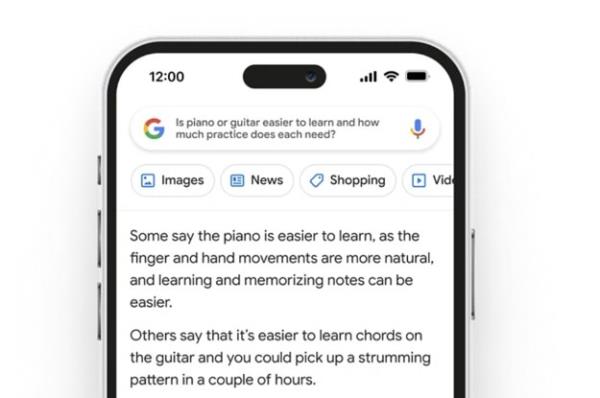 12:00
Is piano or guitar easier to learn and how
much practice does each need?
Images News Shopping
Some say the piano is easier to learn, as the
finger and hand movements are more natural,
and learning and memorizing notes can be
easier.
Others say that it's easier to learn chords on
the guitar and you could pick up a strumming
pattern in a couple of hours.